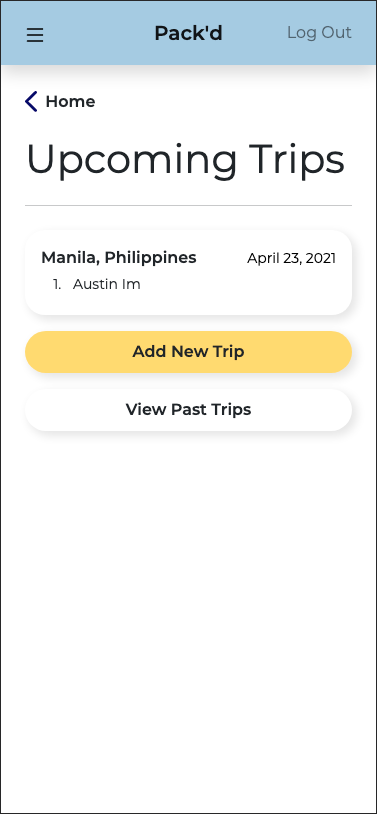 Pack'd Log Out
Home
Upcoming Trips
Manila, Philippines April 23, 2021
1. Austin Im
Add New Trip
View Past Trips